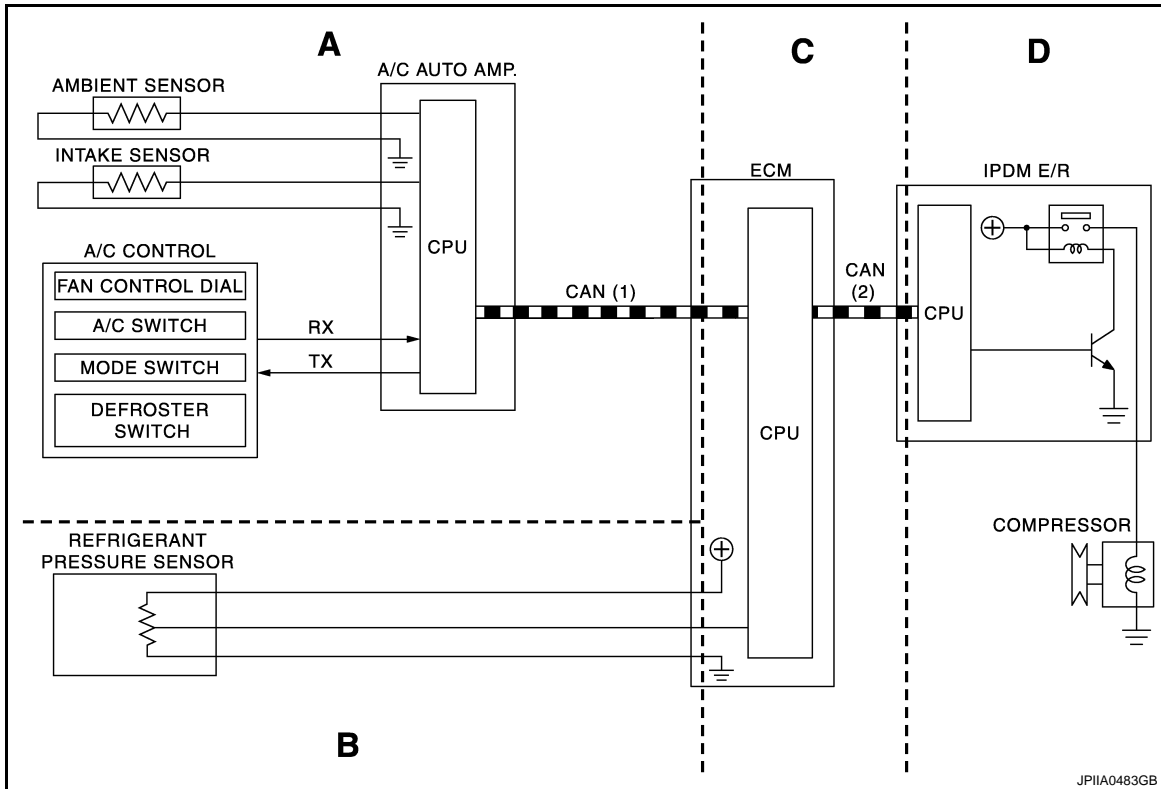 A
C
D
A/C AUTO AMP.
AMBIENT SENSOR
INTAKE SENSOR
CPU
A/C CONTROL
FAN CONTROL DIAL
A/C SWITCH
MODE SWITCH
DEFROSTER
SWITCH
RX
TX
CAN (1)
ECM
CPU
CAN
(2)
IPDM E/R
CPU
COMPRESSOR
REFRIGERANT
PRESSURE SENSOR
B
JPIIA0483GB